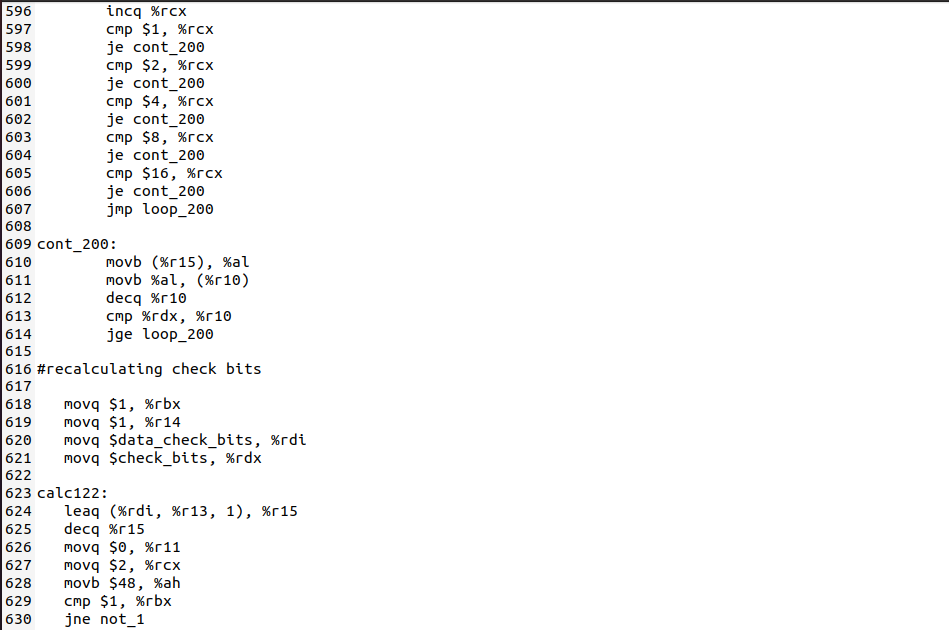 596         incq %rcx
597         cmp $1, %rcx
598         je cont_200
599         cmp $2, %rcx
600         je cont_200
601         cmp $4, %rcx
602         je cont_200
603         cmp $8, %rcx
604         je cont_200
605         cmp $16, %rcx
606         je cont_200
607         jmp loop_200
608
609 cont_200:
610         movb (%r15), %al
611         movb %al, (%r10)
612         decq %r10
613         cmp %rdx, %r10
614         jge loop_200
615
616 #recalculating check bits
617
618    movq $1, %rbx
619    movq $1, %r14
620    movq $data_check_bits, %rdi
621    movq $check_bits, %rdx
622
623 calc122:
624    leaq (%rdi, %r13, 1), %r15
625    decq %r15
626    movq $0, %r11
627    movq $2, %rcx
628    movb $48, %ah
629    cmp $1, %rbx
630    jne not_1